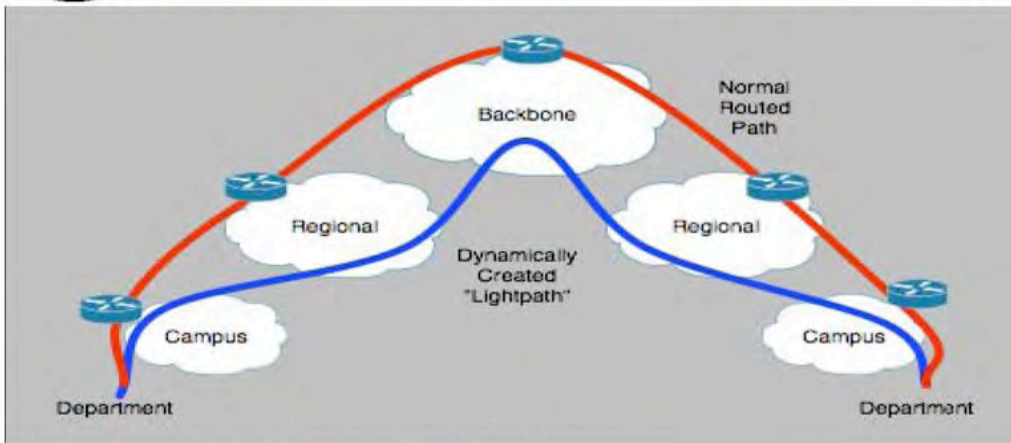 Backbone
Normal
Routed
Path
Regional
Regional
Dynamically
Created
"Lightpath"
Campus
Campus
Department
Department